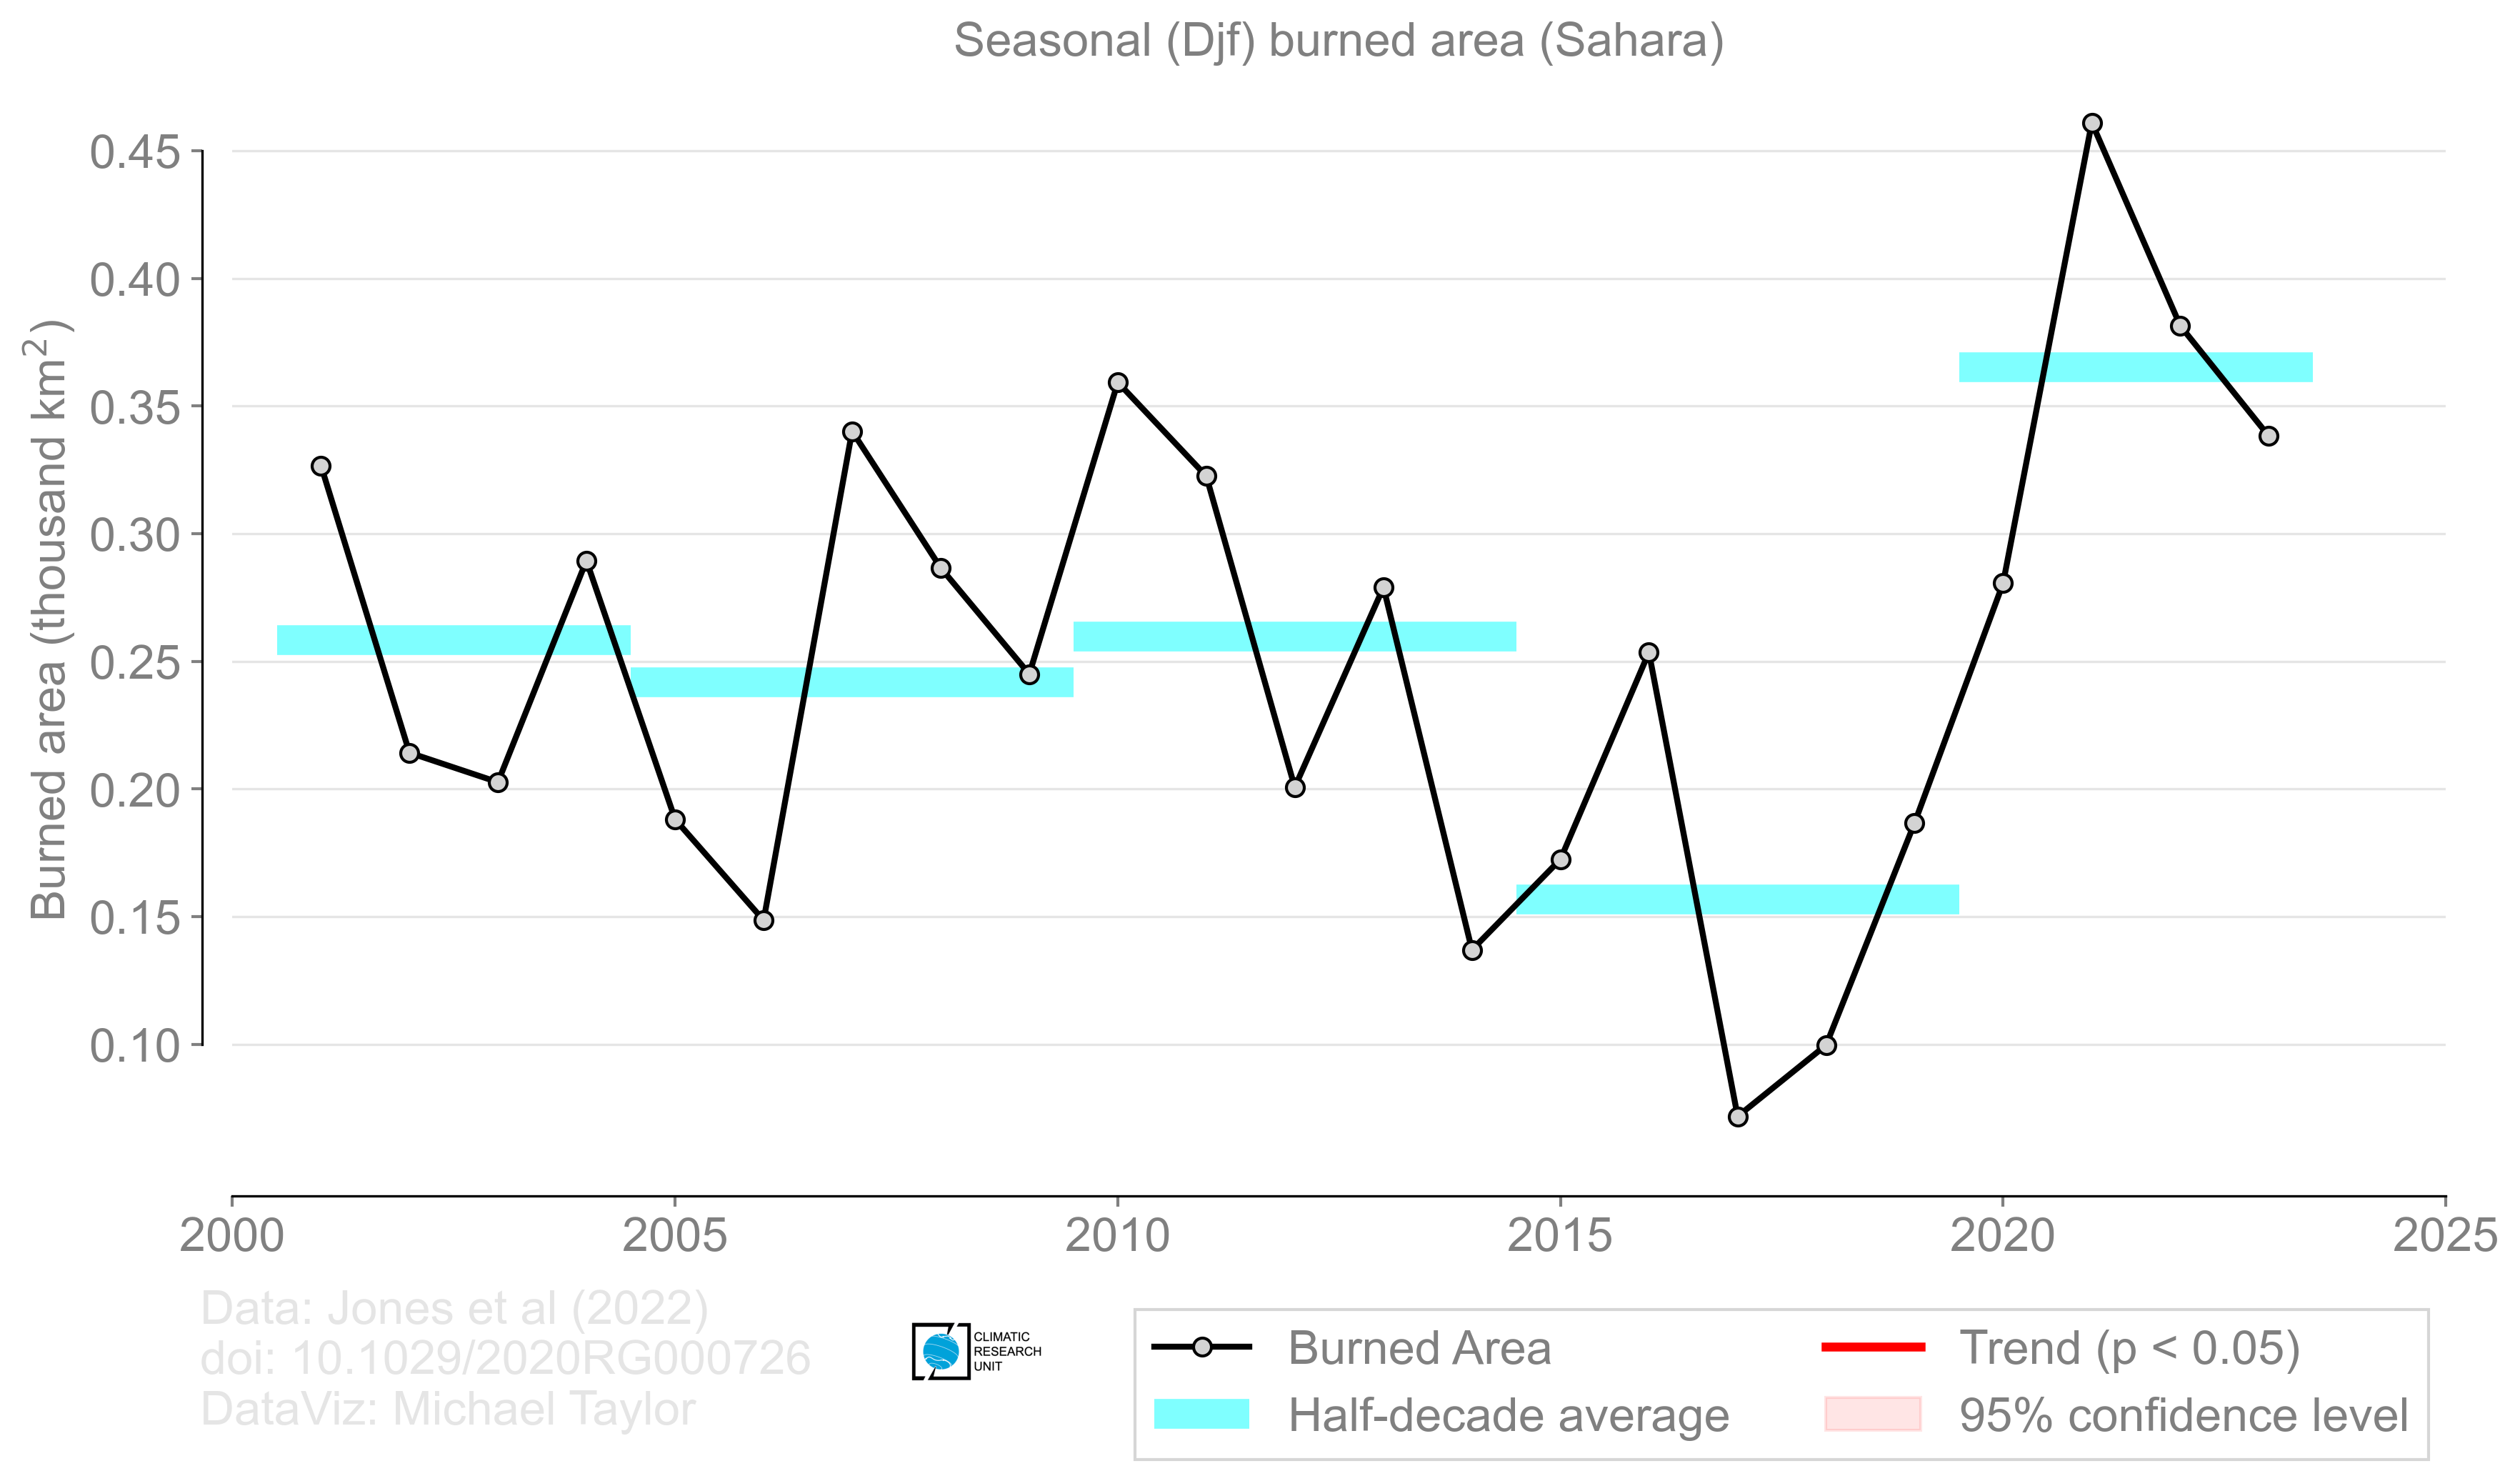 Seasonal (Djf) burned area (Sahara)
Burned area (thousand km²)
0.45
0.40
0.35
0.30
0.25
0.20
0.15
0.10
2000 2005 2010 2015 2020 2025
Data: Jones et al (2022)
doi: 10.1029/2020RG000726
DataViz: Michael Taylor
CLIMATIC
RESEARCH
UNIT
Burned Area
Half-decade average
Trend (p < 0.05)
95% confidence level